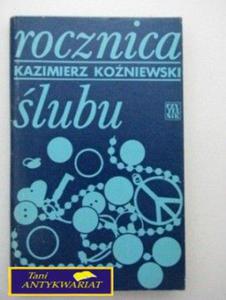 rocznica
KAZIMIERZ KOŹNIEWSKI
ślubu
Tani
ANTYKWARIAT